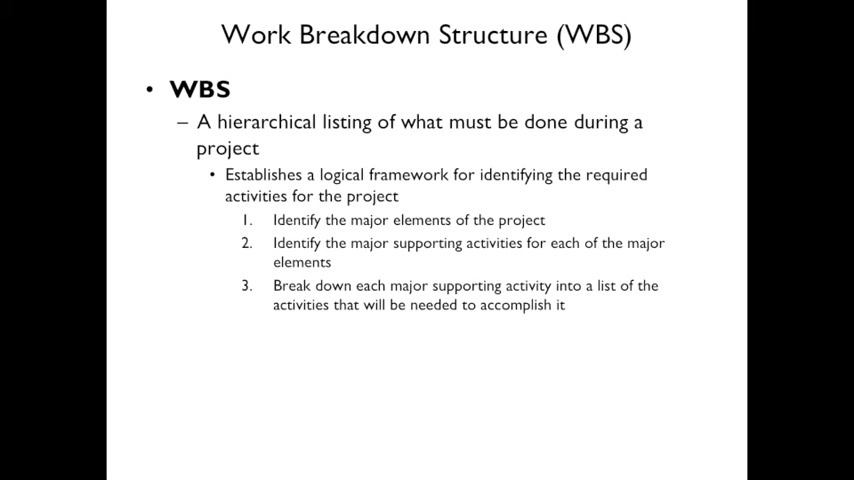 Work Breakdown Structure (WBS)
• WBS
– A hierarchical listing of what must be done during a
project
• Establishes a logical framework for identifying the required
activities for the project
1. Identify the major elements of the project
2. Identify the major supporting activities for each of the major
elements
3. Break down each major supporting activity into a list of the
activities that will be needed to accomplish it